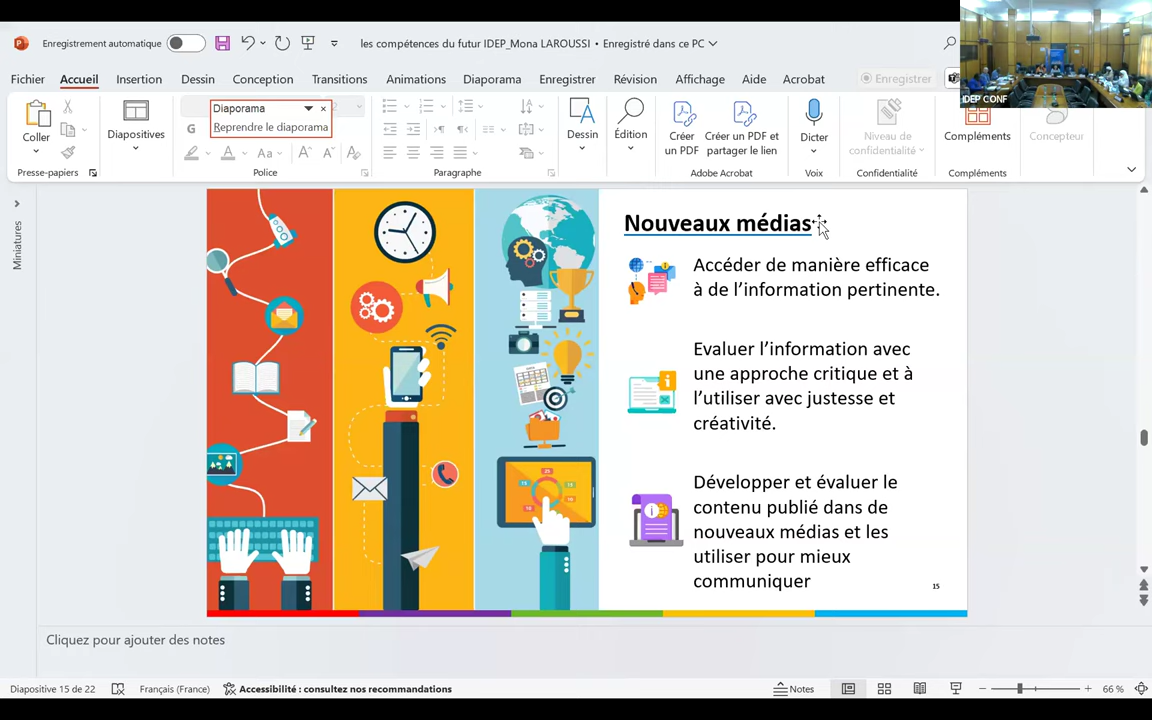 Enregistrement automatique
les compétences du futur IDEP_Mona LAROUSSI • Enregistré dans ce PC
Fichier Accueil Insertion Dessin Conception Transitions Animations Diaporama Enregistrer Révision Affichage Aide Acrobat Enregistrer
IDEP CONF
Diaporama
Reprendre le diaporama
Coller
Diapositives
G
Aa
Dessin
Édition
Créer
un PDF
Créer un PDF et
partager le lien
Dicter
Niveau de
confidentialité
Compléments
Concepteur
Presse-papiers Police Paragraphe Adobe Acrobat Voix Confidentialité Compléments
Miniatures
Nouveaux médias
Accéder de manière efficace
à de l’information pertinente.
Evaluer l’information avec
une approche critique et à
l’utiliser avec justesse et
créativité.
Développer et évaluer le
contenu publié dans de
nouveaux médias et les
utiliser pour mieux
communiquer
15
Cliquez pour ajouter des notes
Diapositive 15 de 22 Français (France) Accessibilité : consultez nos recommandations Notes 66 %